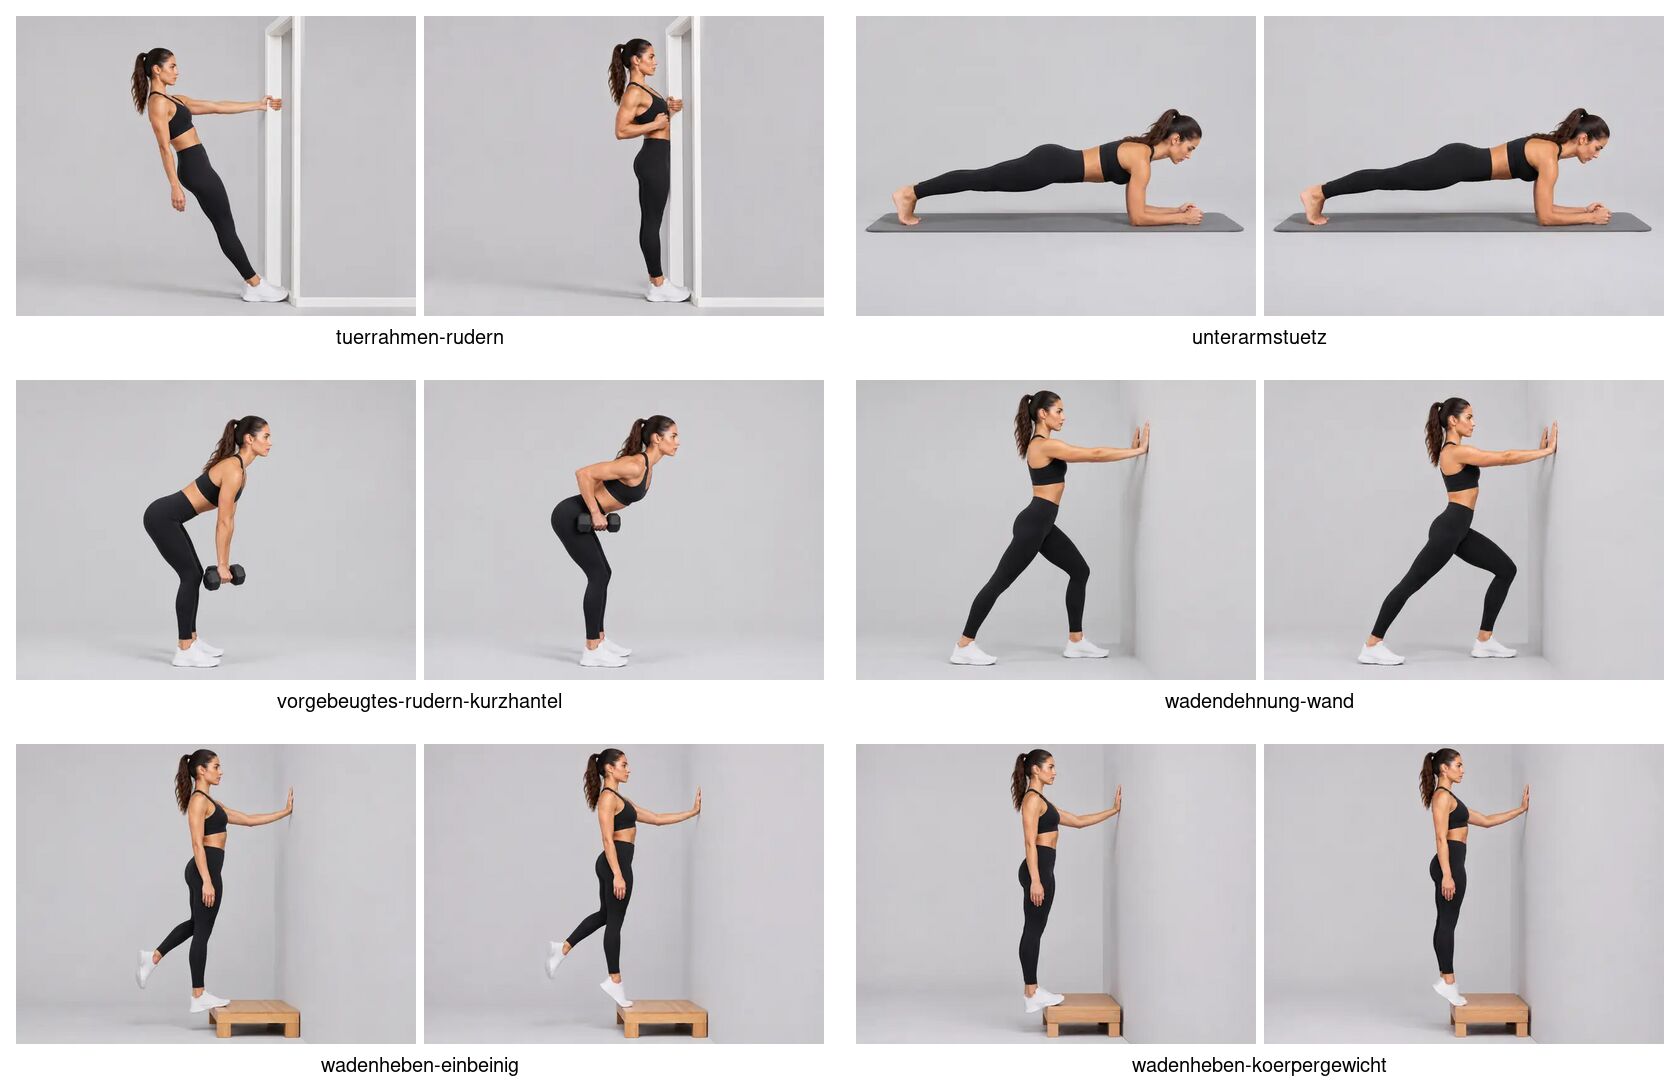 tuerrahmen-rudern
unterarmstuetz
vorgebeugtes-rudern-kurzhantel
wadendehnung-wand
wadenheben-einbeinig
wadenheben-koerpergewicht